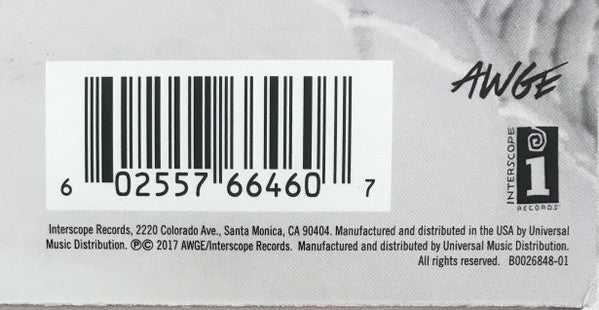 AWGE
INTERSCOPE
i
RECORDS
6 02557 66460 7
Interscope Records, 2220 Colorado Ave., Santa Monica, CA 90404. Manufactured and distributed in the USA by Universal
Music Distribution. ℗© 2017 AWGE/Interscope Records. Manufactured and distributed by Universal Music Distribution.
All rights reserved. B0026848-01